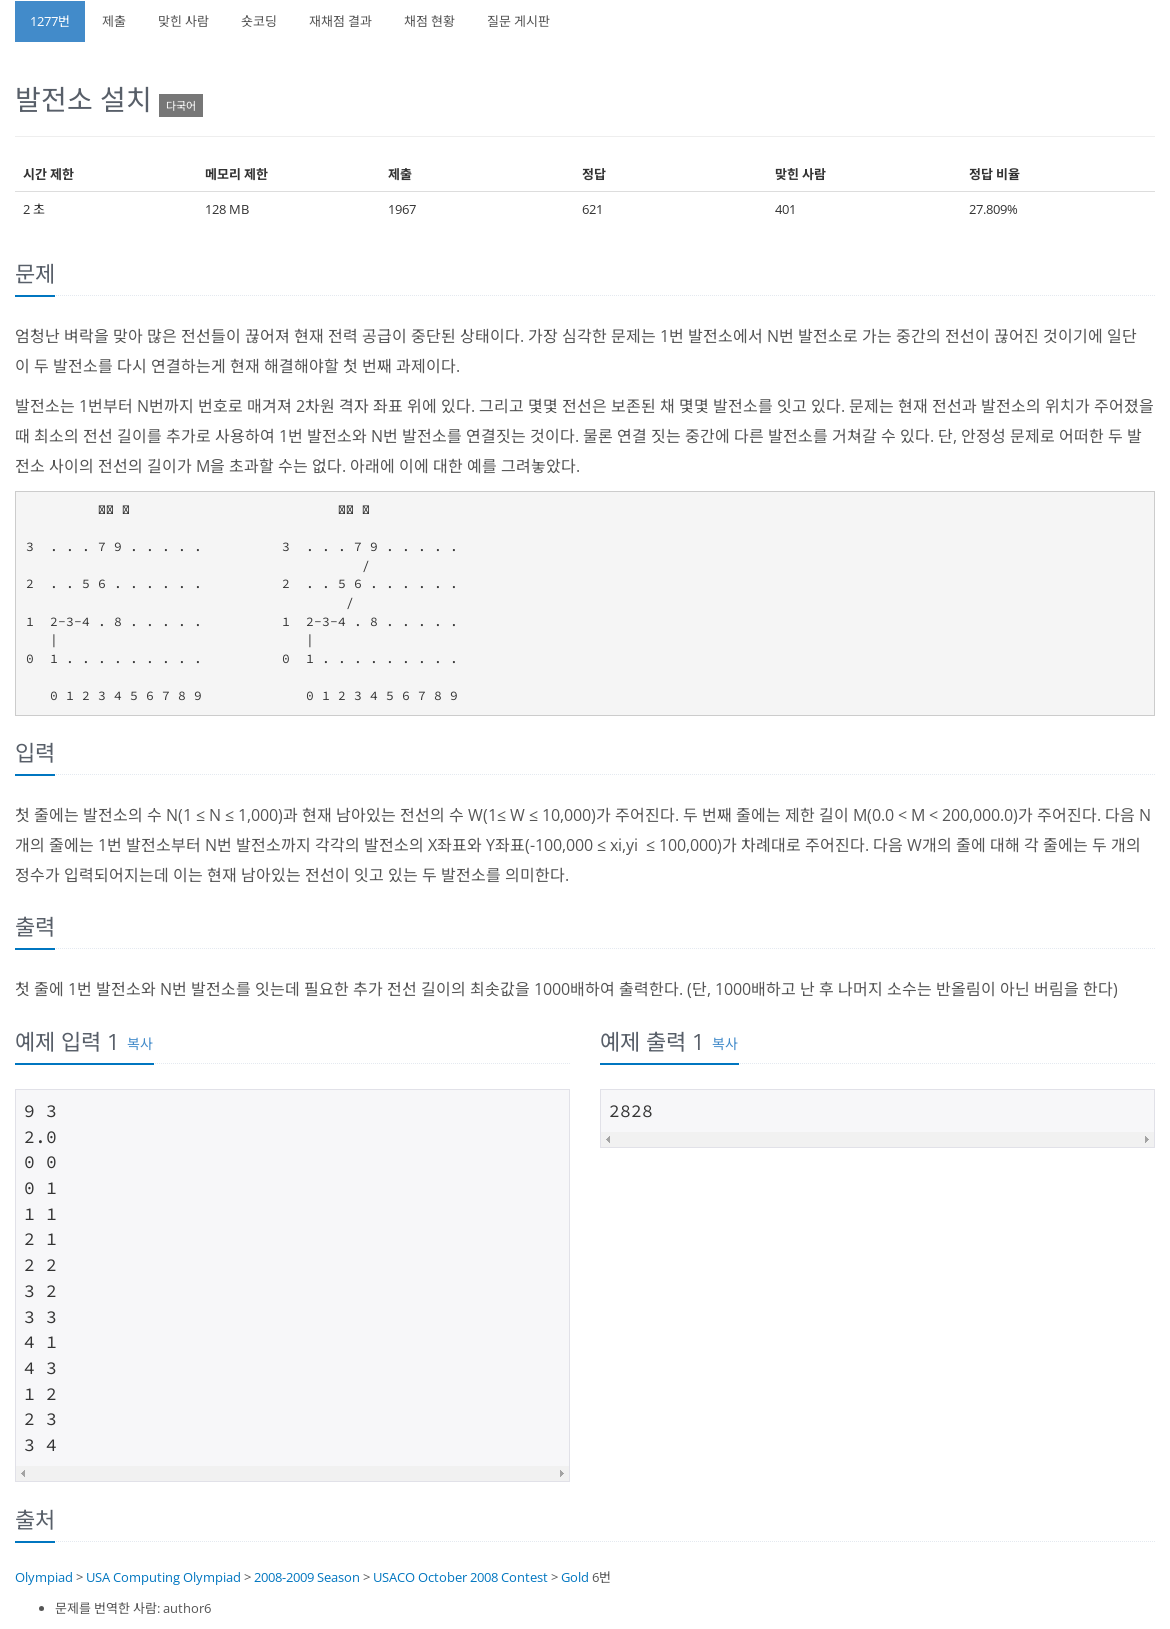 1277번 제출 맞힌 사람 숏코딩 재채점 결과 채점 현황 질문 게시판
발전소 설치 다국어
시간 제한 메모리 제한 제출 정답 맞힌 사람 정답 비율
2 초 128 MB 1967 621 401 27.809%
문제
엄청난 벼락을 맞아 많은 전선들이 끊어져 현재 전력 공급이 중단된 상태이다. 가장 심각한 문제는 1번 발전소에서 N번 발전소로 가는 중간의 전선이 끊어진 것이기에 일단
이 두 발전소를 다시 연결하는게 현재 해결해야할 첫 번째 과제이다.
발전소는 1번부터 N번까지 번호로 매겨져 2차원 격자 좌표 위에 있다. 그리고 몇몇 전선은 보존된 채 몇몇 발전소를 잇고 있다. 문제는 현재 전선과 발전소의 위치가 주어졌을
때 최소의 전선 길이를 추가로 사용하여 1번 발전소와 N번 발전소를 연결짓는 것이다. 물론 연결 짓는 중간에 다른 발전소를 거쳐갈 수 있다. 단, 안정성 문제로 어떠한 두 발
전소 사이의 전선의 길이가 M을 초과할 수는 없다. 아래에 이에 대한 예를 그려놓았다.
3  . . . 7 9 . . . . .          3  . . . 7 9 . . . . .
                                          /
2  . . 5 6 . . . . . .          2  . . 5 6 . . . . . .
                                        /
1  2-3-4 . 8 . . . . .          1  2-3-4 . 8 . . . . .
   |                               |
0  1 . . . . . . . . .          0  1 . . . . . . . . .
   0 1 2 3 4 5 6 7 8 9             0 1 2 3 4 5 6 7 8 9
입력
첫 줄에는 발전소의 수 N(1 ≤ N ≤ 1,000)과 현재 남아있는 전선의 수 W(1≤ W ≤ 10,000)가 주어진다. 두 번째 줄에는 제한 길이 M(0.0 < M < 200,000.0)가 주어진다. 다음 N
개의 줄에는 1번 발전소부터 N번 발전소까지 각각의 발전소의 X좌표와 Y좌표(-100,000 ≤ xi,yi  ≤ 100,000)가 차례대로 주어진다. 다음 W개의 줄에 대해 각 줄에는 두 개의
정수가 입력되어지는데 이는 현재 남아있는 전선이 잇고 있는 두 발전소를 의미한다.
출력
첫 줄에 1번 발전소와 N번 발전소를 잇는데 필요한 추가 전선 길이의 최솟값을 1000배하여 출력한다. (단, 1000배하고 난 후 나머지 소수는 반올림이 아닌 버림을 한다)
예제 입력 1 복사
9 3
2.0
0 0
0 1
1 1
2 1
2 2
3 2
3 3
4 1
4 3
1 2
2 3
3 4
예제 출력 1 복사
2828
출처
Olympiad > USA Computing Olympiad > 2008-2009 Season > USACO October 2008 Contest > Gold 6번
• 문제를 번역한 사람: author6